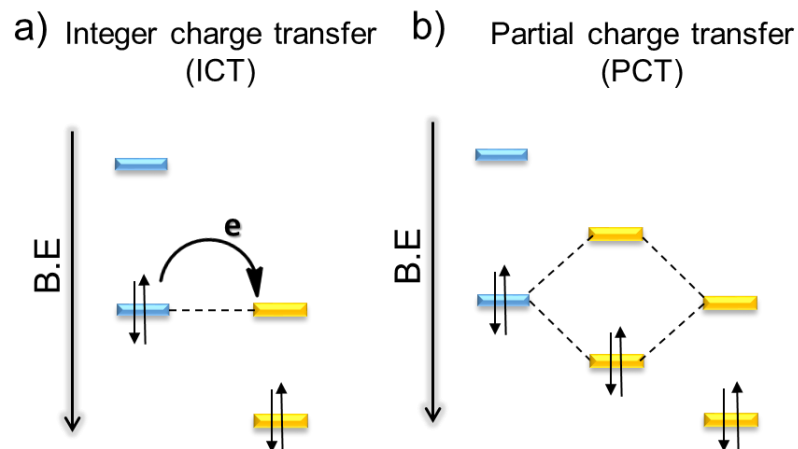 a) Integer charge transfer
(ICT)
b) Partial charge transfer
(PCT)
B.E
e
B.E